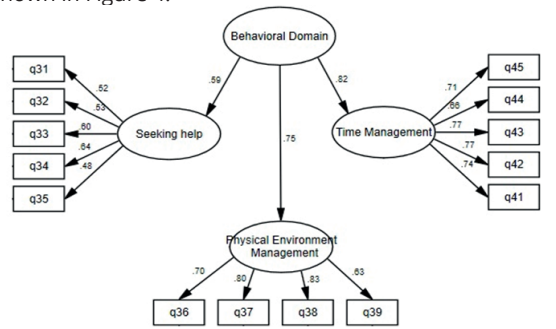 nown in Figure 4.
Behavioral Domain
q31
q32
q33
q34
q35
.52
.53
.60
.64
.48
Seeking help
.59
.75
.82
Time Management
.71
.66
.77
.77
.74
q45
q44
q43
q42
q41
Physical Environment
Management
.70
.80
.83
.63
q36
q37
q38
q39